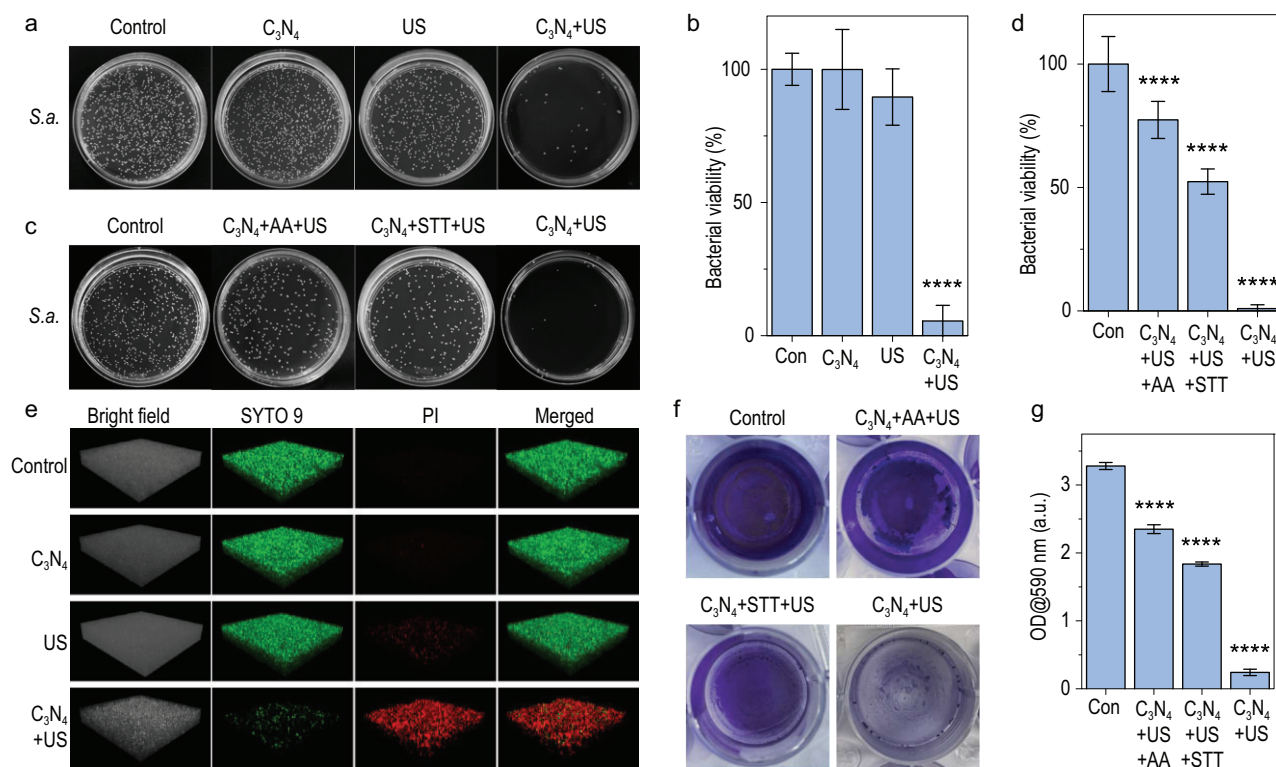 a
Control
C₃N₄
US
C₃N₄+US
S.a.
c
Control
C₃N₄+AA+US
C₃N₄+STT+US
C₃N₄+US
S.a.
b
Bacterial viability (%)
100
50
0
****
Con
C₃N₄
US
C₃N₄
+US
d
Bacterial viability (%)
100
50
0
****
****
****
Con
C₃N₄
+US
+AA
C₃N₄
+US
+STT
C₃N₄
+US
e
Bright field
SYTO 9
PI
Merged
Control
C₃N₄
US
C₃N₄
+US
f
Control
C₃N₄+AA+US
C₃N₄+STT+US
C₃N₄+US
g
OD@590 nm (a.u.)
3
2
1
0
****
****
****
Con
C₃N₄
+US
+AA
C₃N₄
+US
+STT
C₃N₄
+US